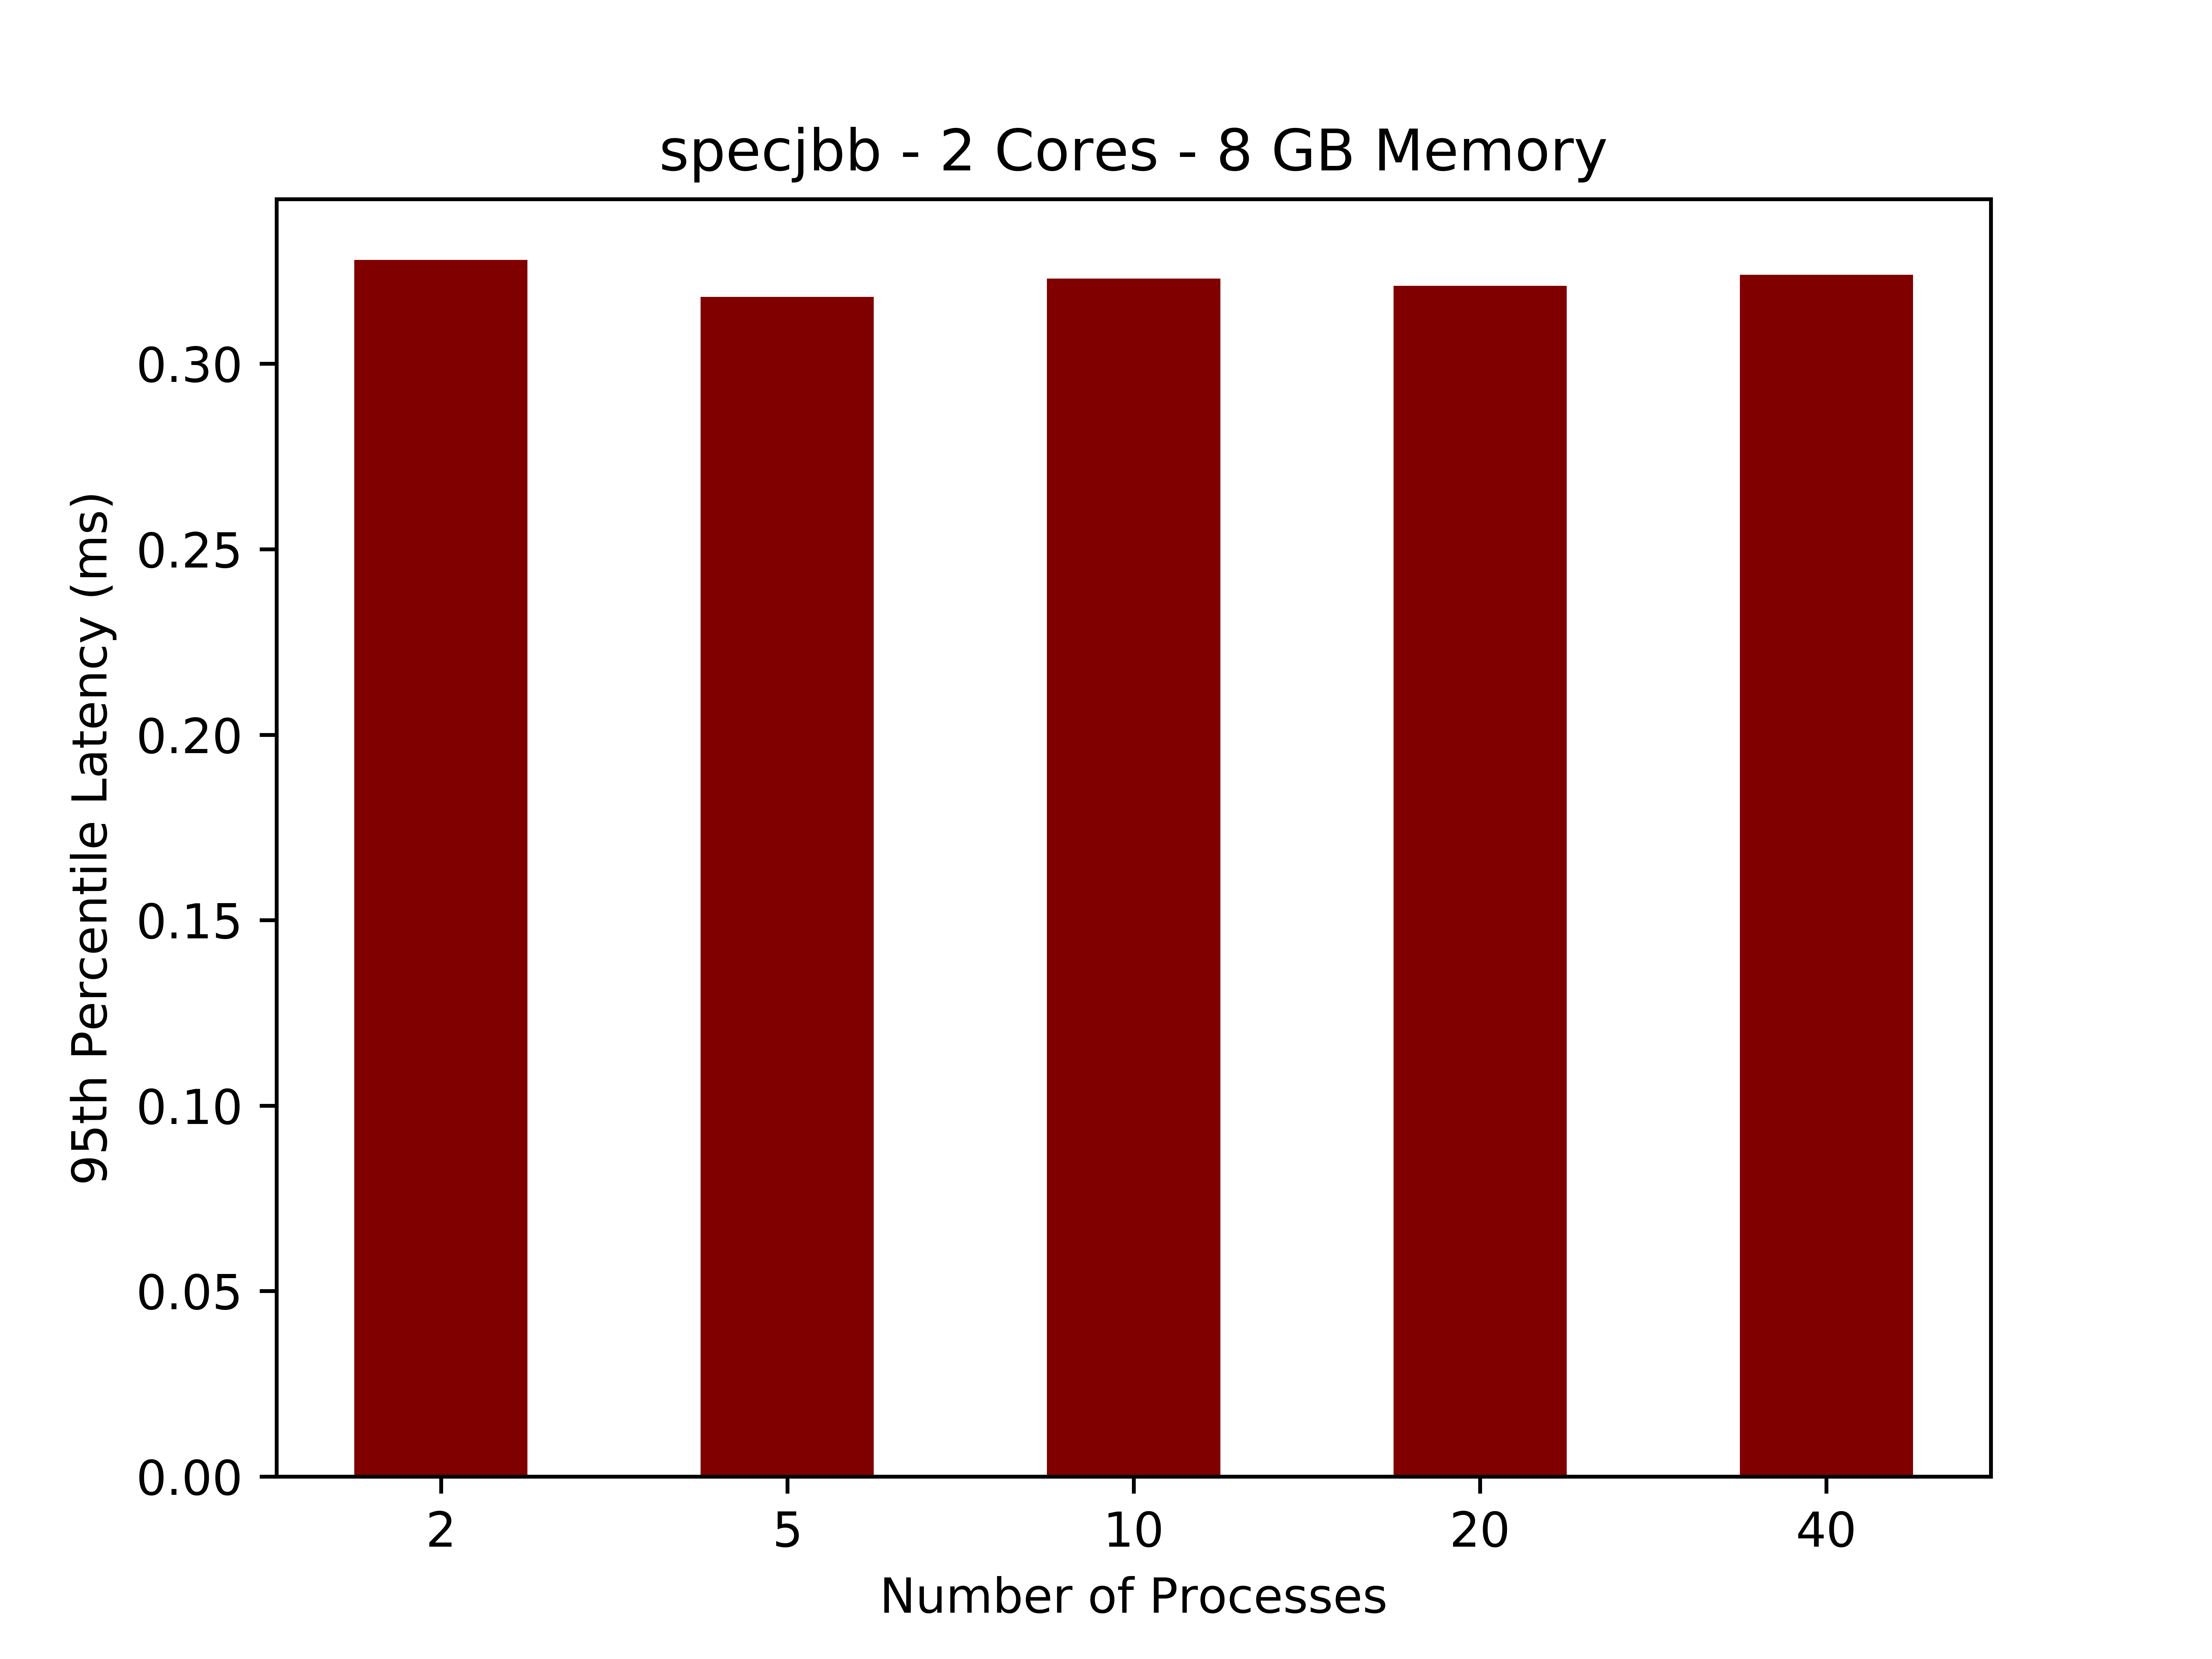 specjbb - 2 Cores - 8 GB Memory
95th Percentile Latency (ms)
0.30
0.25
0.20
0.15
0.10
0.05
0.00
2 5 10 20 40
Number of Processes